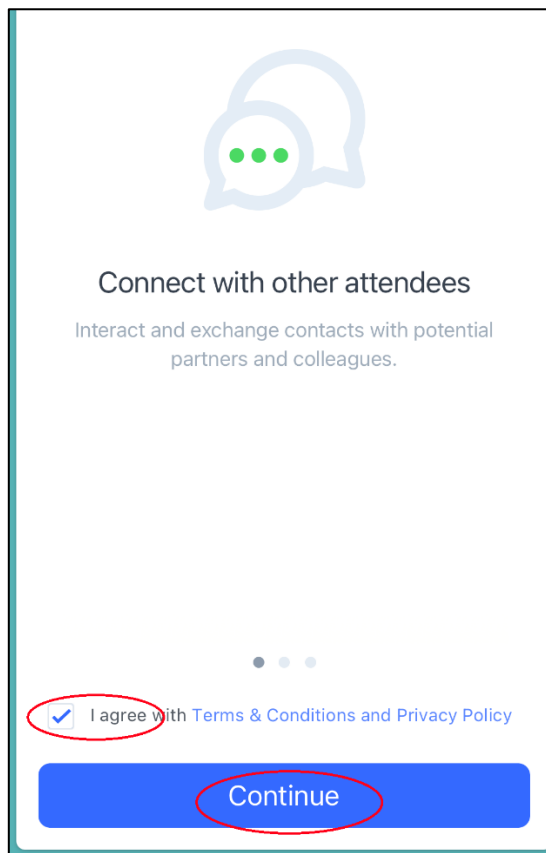 Connect with other attendees
Interact and exchange contacts with potential
partners and colleagues.
I agree with Terms & Conditions and Privacy Policy
Continue